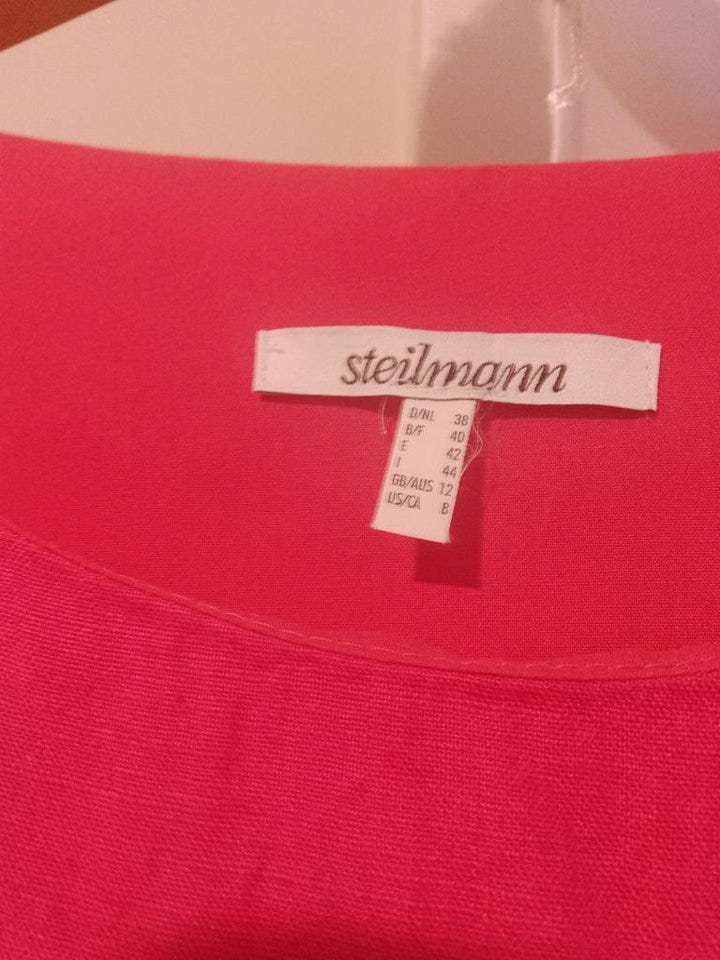 steilmann
D/NL 38
B/F 40
E 42
I 44
GB/AUS 12
US/CA 8